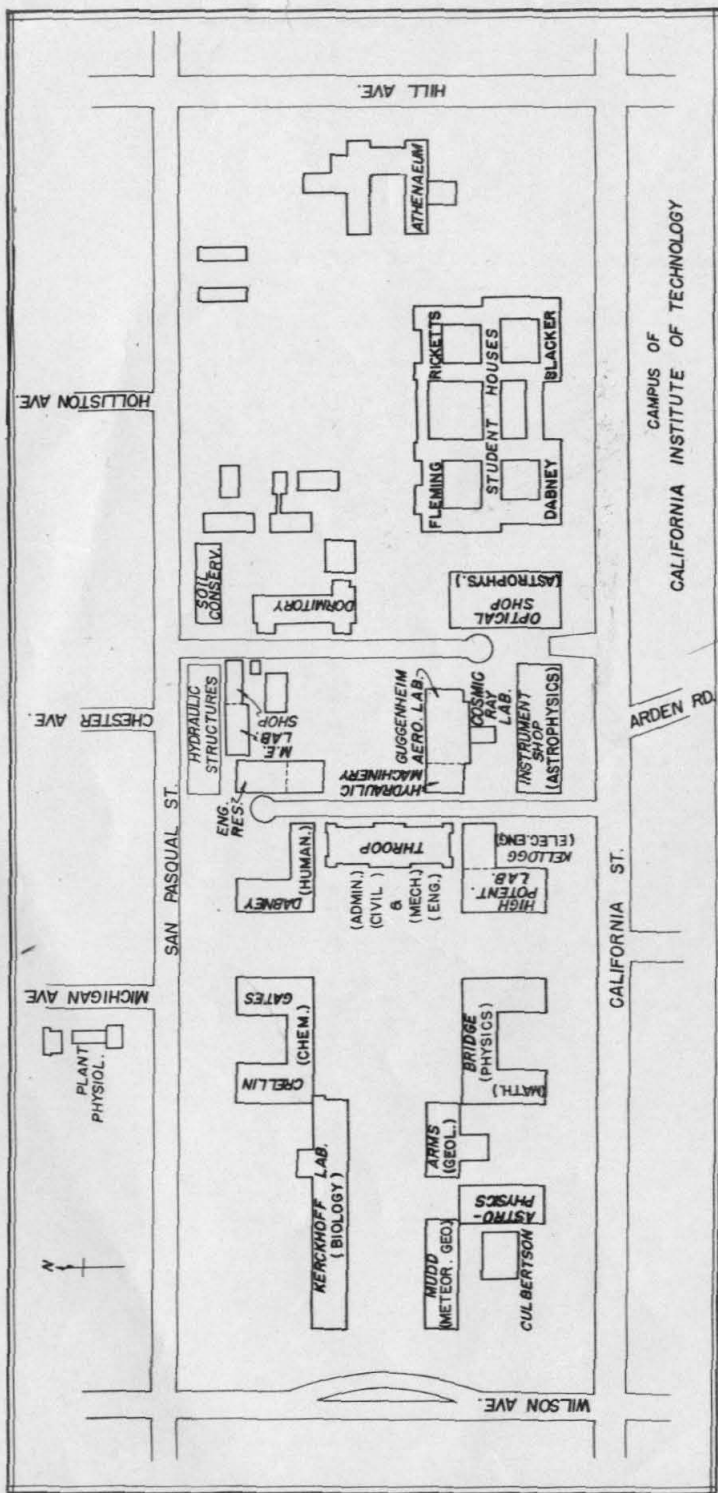 HILL AVE.
ATHENAEUM
HOLLISTON AVE.
RICKETTS
STUDENT HOUSES
BLACKER
FLEMING
DABNEY
CAMPUS OF
CALIFORNIA INSTITUTE OF TECHNOLOGY
SOIL
CONSERV.
DORMITORY
OPTICAL
SHOP
(ASTROPHYS.)
CHESTER AVE.
HYDRAULIC
STRUCTURES
M.E.
LAB.
SHOP
ENG.
RES.
GUGGENHEIM
AERO. LAB.
HYDRAULIC
MACHINERY
COSMIC
RAY
LAB.
INSTRUMENT
SHOP
(ASTROPHYSICS)
ARDEN RD.
SAN PASQUAL ST.
DABNEY
(HUMAN.)
THROOP
(ADMIN.)
(CIVIL )
&
(MECH.)
(ENG.)
KELLOGG
(ELEC. ENG.)
HIGH
POTENT.
LAB.
CALIFORNIA ST.
MICHIGAN AVE.
PLANT
PHYSIOL.
GATES
(CHEM.)
CRELLIN
BRIDGE
(PHYSICS)
(MATH.)
KERCKHOFF LAB.
(BIOLOGY)
ARMS
(GEOL.)
ASTRO-
PHYSICS
MUDD
(METEOR. GEO.)
CULBERTSON
N
WILSON AVE.